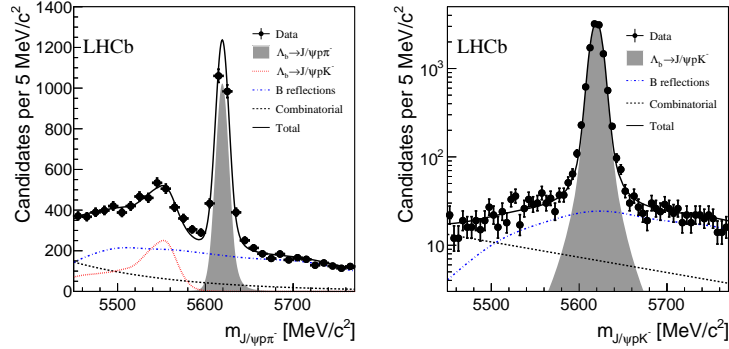 Candidates per 5 MeV/c²
1400
1200
1000
800
600
400
200
0
LHCb
Data
Λb→J/ψpπ⁻
Λb→J/ψpK⁻
B reflections
Combinatorial
Total
5500
5600
5700
m J/ψpπ⁻ [MeV/c²]
Candidates per 5 MeV/c²
10³
10²
10
LHCb
Data
Λb→J/ψpK⁻
B reflections
Combinatorial
Total
5500
5600
5700
m J/ψpK⁻ [MeV/c²]